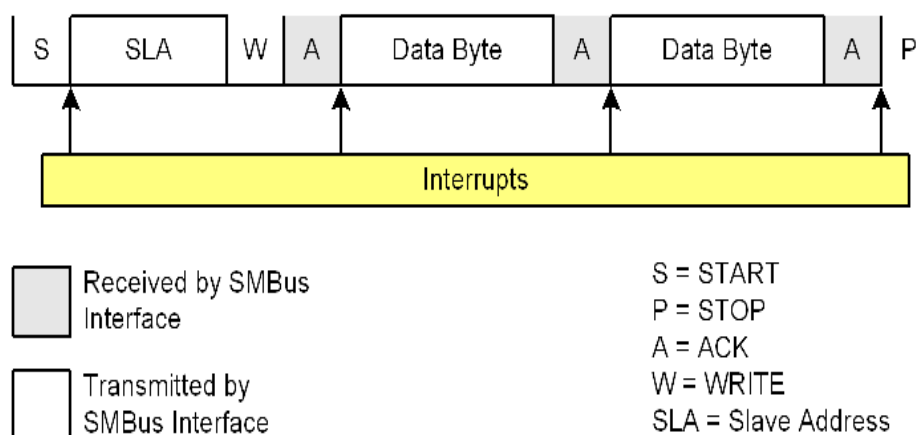 S SLA W A Data Byte A Data Byte A P
Interrupts
Received by SMBus
Interface
Transmitted by
SMBus Interface
S = START
P = STOP
A = ACK
W = WRITE
SLA = Slave Address